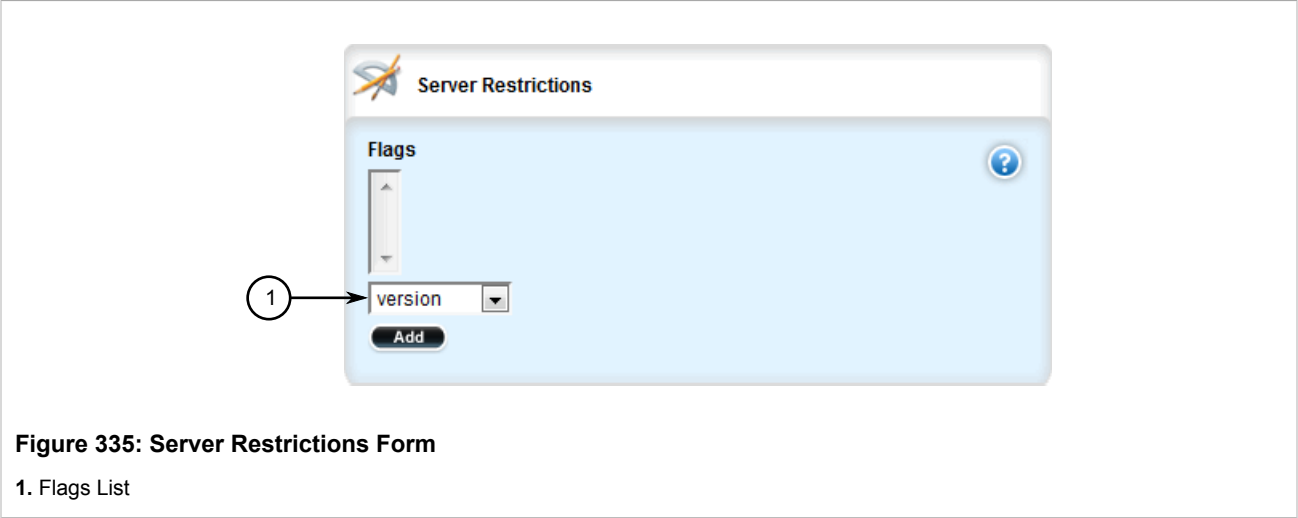 Server Restrictions
Flags
?
1
version
Add
Figure 335: Server Restrictions Form
1. Flags List